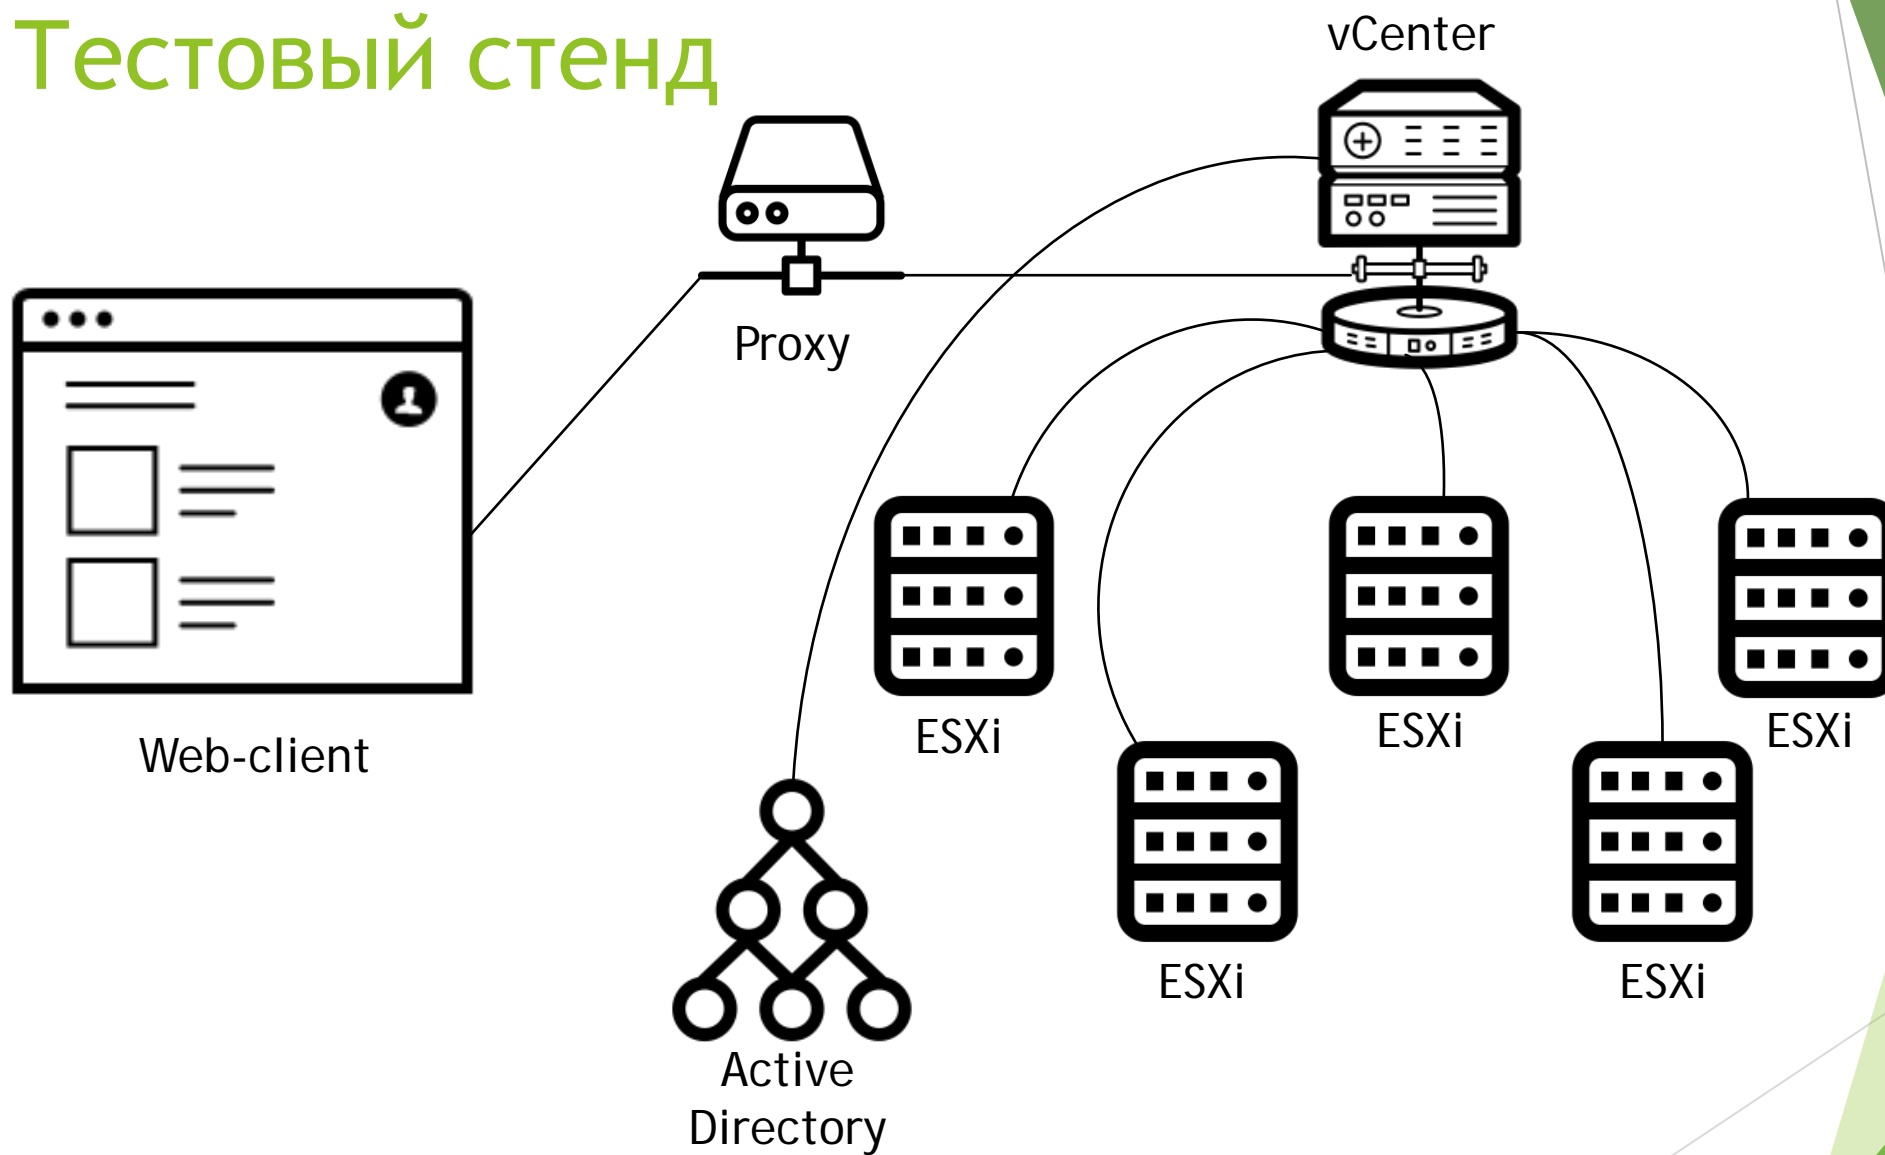 Тестовый стенд
vCenter
Proxy
Web-client
ESXi
ESXi
ESXi
ESXi
ESXi
Active
Directory